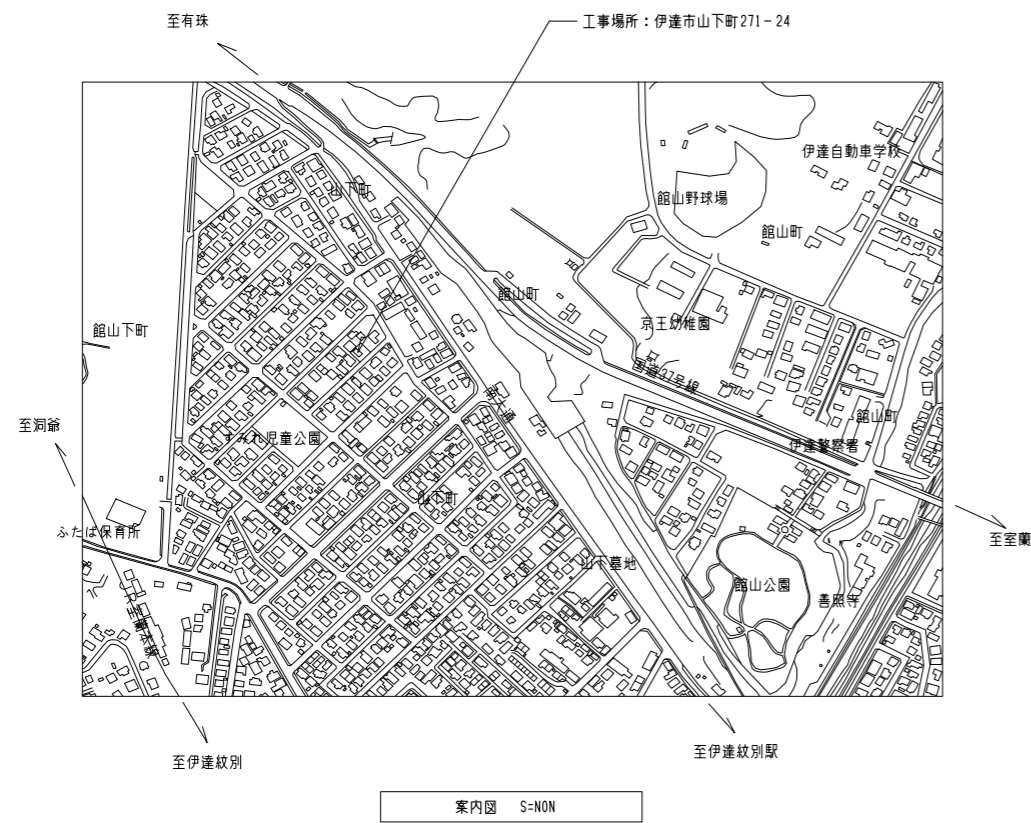 至有珠
工事場所：伊達市山下町271-24
伊達自動車学校
山下町
館山野球場
館山町
館山町
館山下町
京王幼稚園
国道37号線
館山町
至洞爺
すみれ児童公園
伊達警察署
山下町
ふたば保育所
至室蘭
山下墓地
館山公園
善照寺
至伊達紋別
至伊達紋別駅
案内図 S=NON